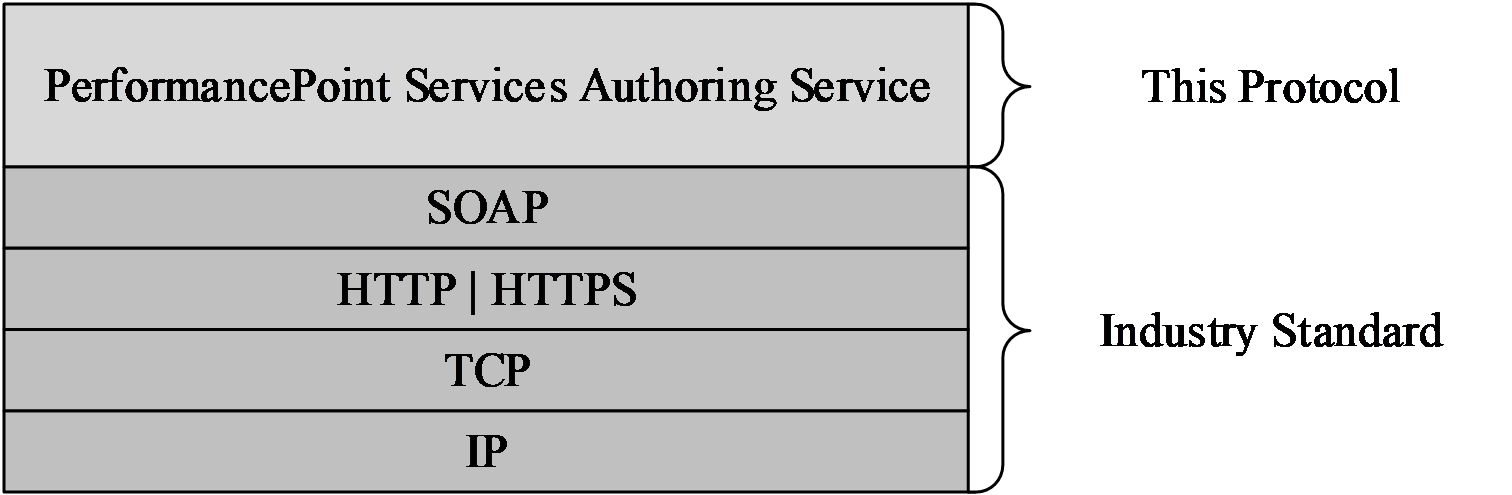 PerformancePoint Services Authoring Service
This Protocol
SOAP
HTTP | HTTPS
TCP
IP
Industry Standard